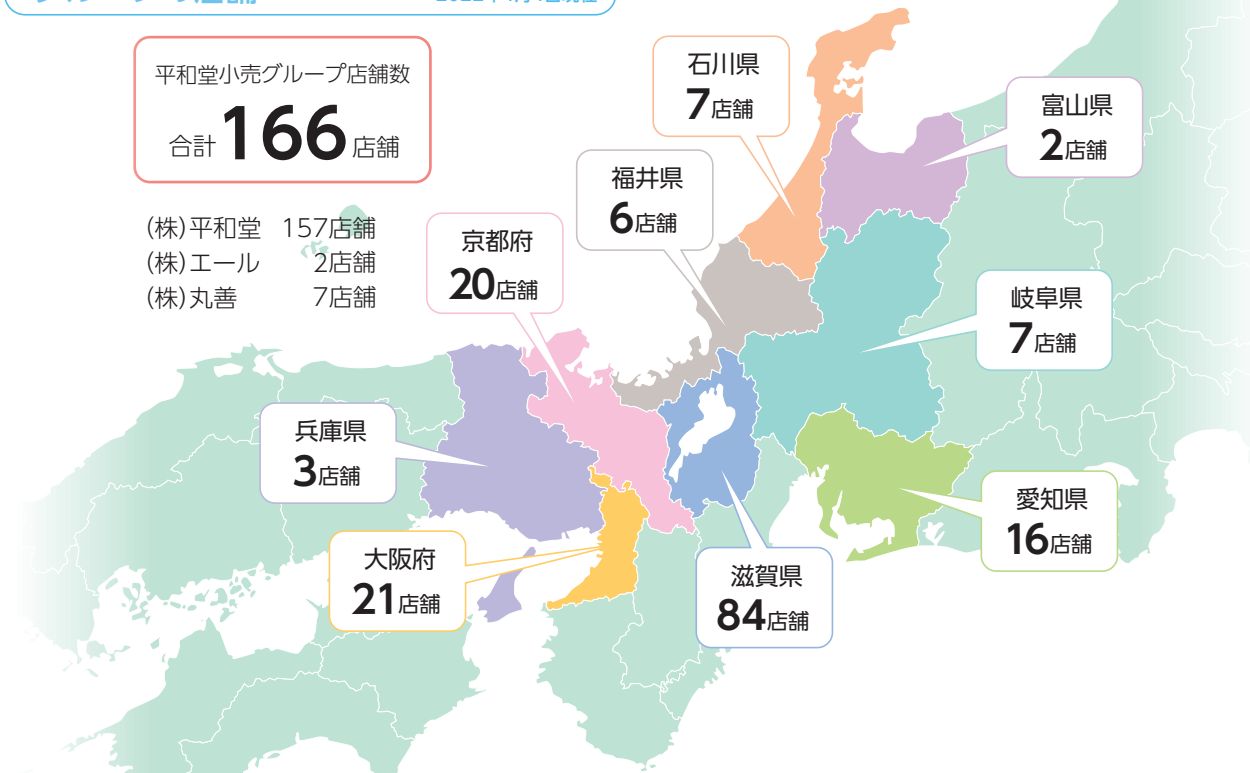 平和堂小売グループ店舗数
合計166店舗
(株)平和堂 157店舗
(株)エール 2店舗
(株)丸善 7店舗
石川県
7店舗
富山県
2店舗
福井県
6店舗
京都府
20店舗
岐阜県
7店舗
兵庫県
3店舗
愛知県
16店舗
大阪府
21店舗
滋賀県
84店舗